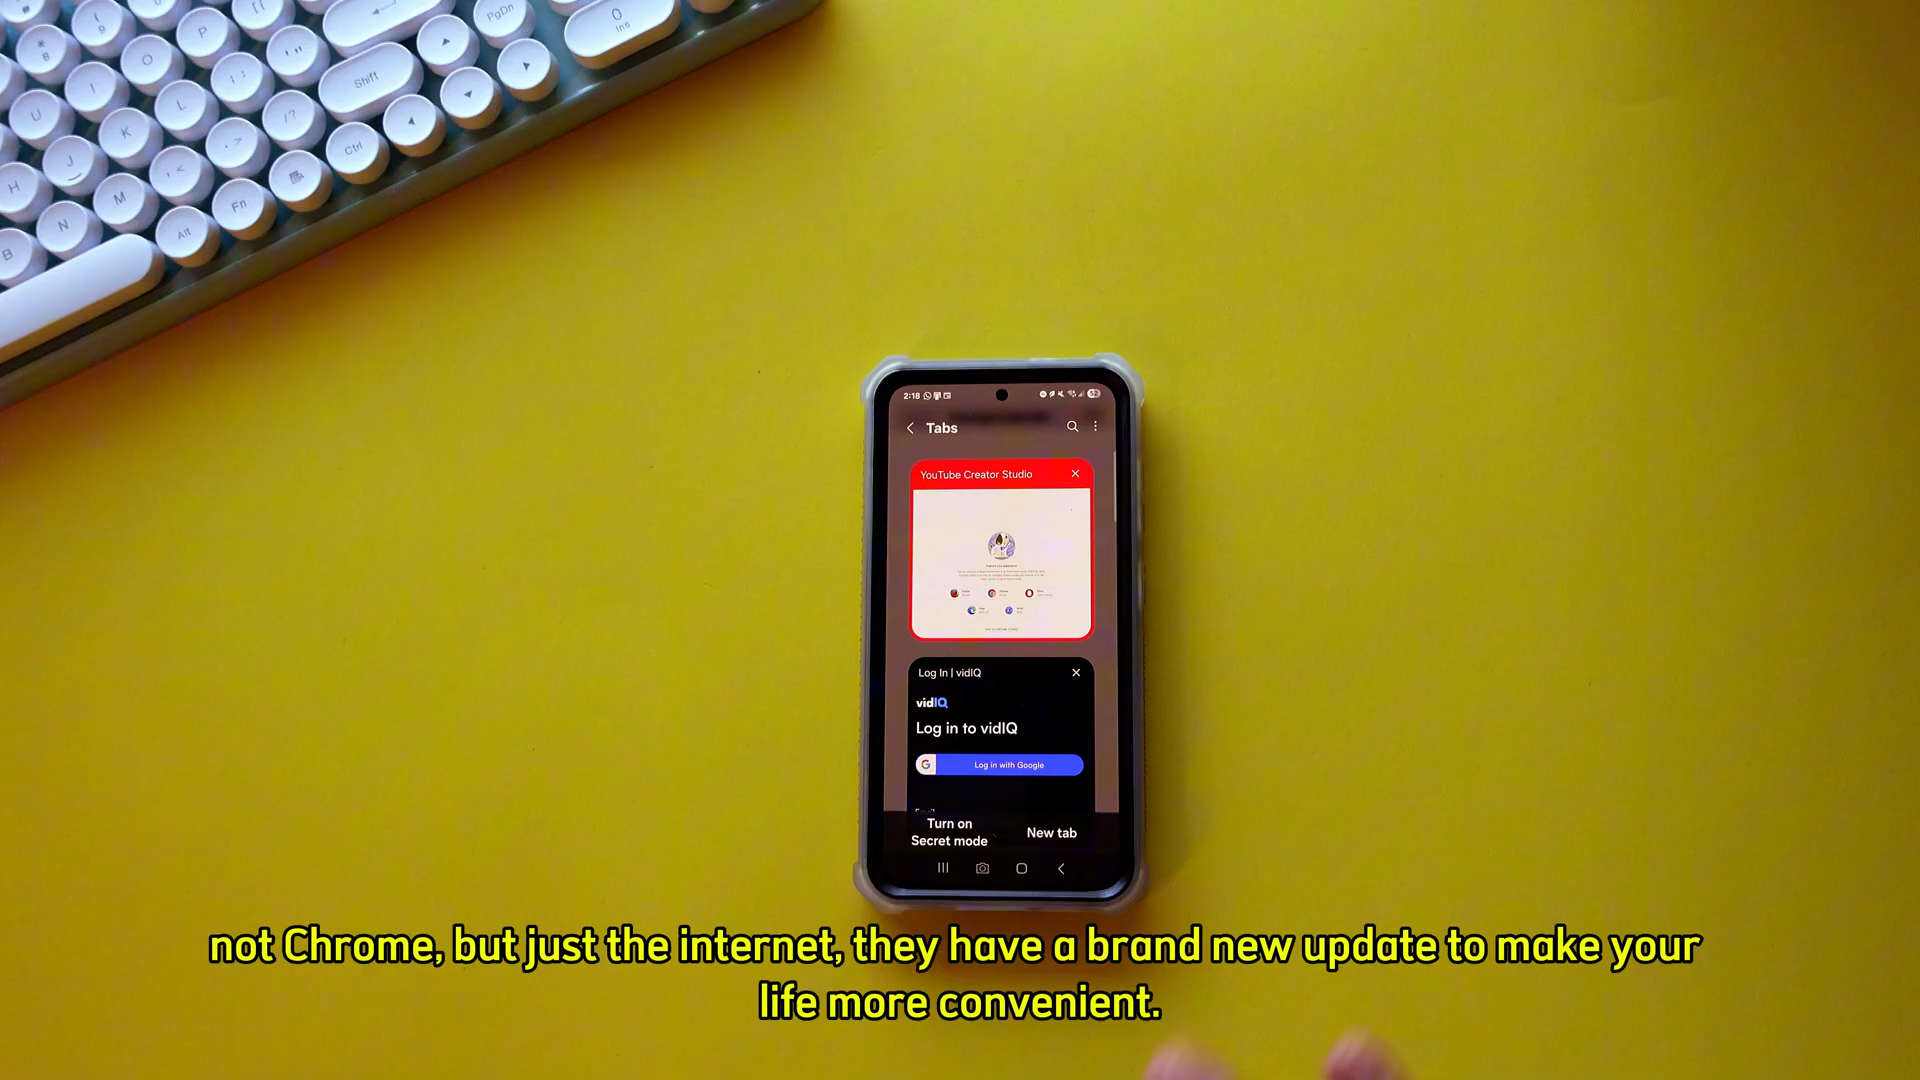 8
{ [
P
PgDn
0
Ins
U
I
O
L
: ;
" '
Shift
H
J
K
. >
/ ?
Ctrl
B
N
M
, <
Alt
Fn
2:18
Tabs
YouTube Creator Studio
Log In | vidIQ
vidIQ
Log in to vidIQ
G
Log in with Google
Turn on
Secret mode
New tab
not Chrome, but just the internet, they have a brand new update to make your
life more convenient.